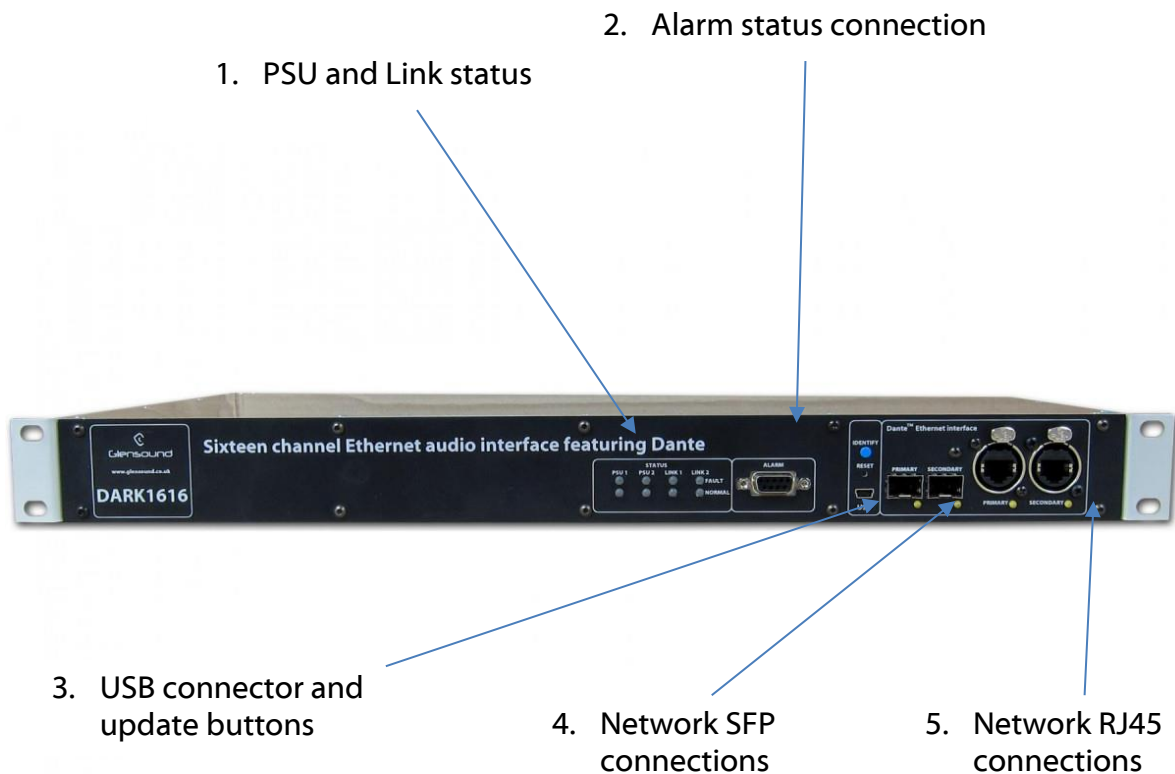 2. Alarm status connection
1. PSU and Link status
Glensound
www.glensound.co.uk
DARK1616
Sixteen channel Ethernet audio interface featuring Dante
STATUS
PSU 1 PSU 2 LINK 1 LINK 2
FAULT
NORMAL
ALARM
IDENTIFY
RESET
Dante™ Ethernet interface
PRIMARY SECONDARY
PRIMARY SECONDARY
3. USB connector and
update buttons
4. Network SFP
connections
5. Network RJ45
connections